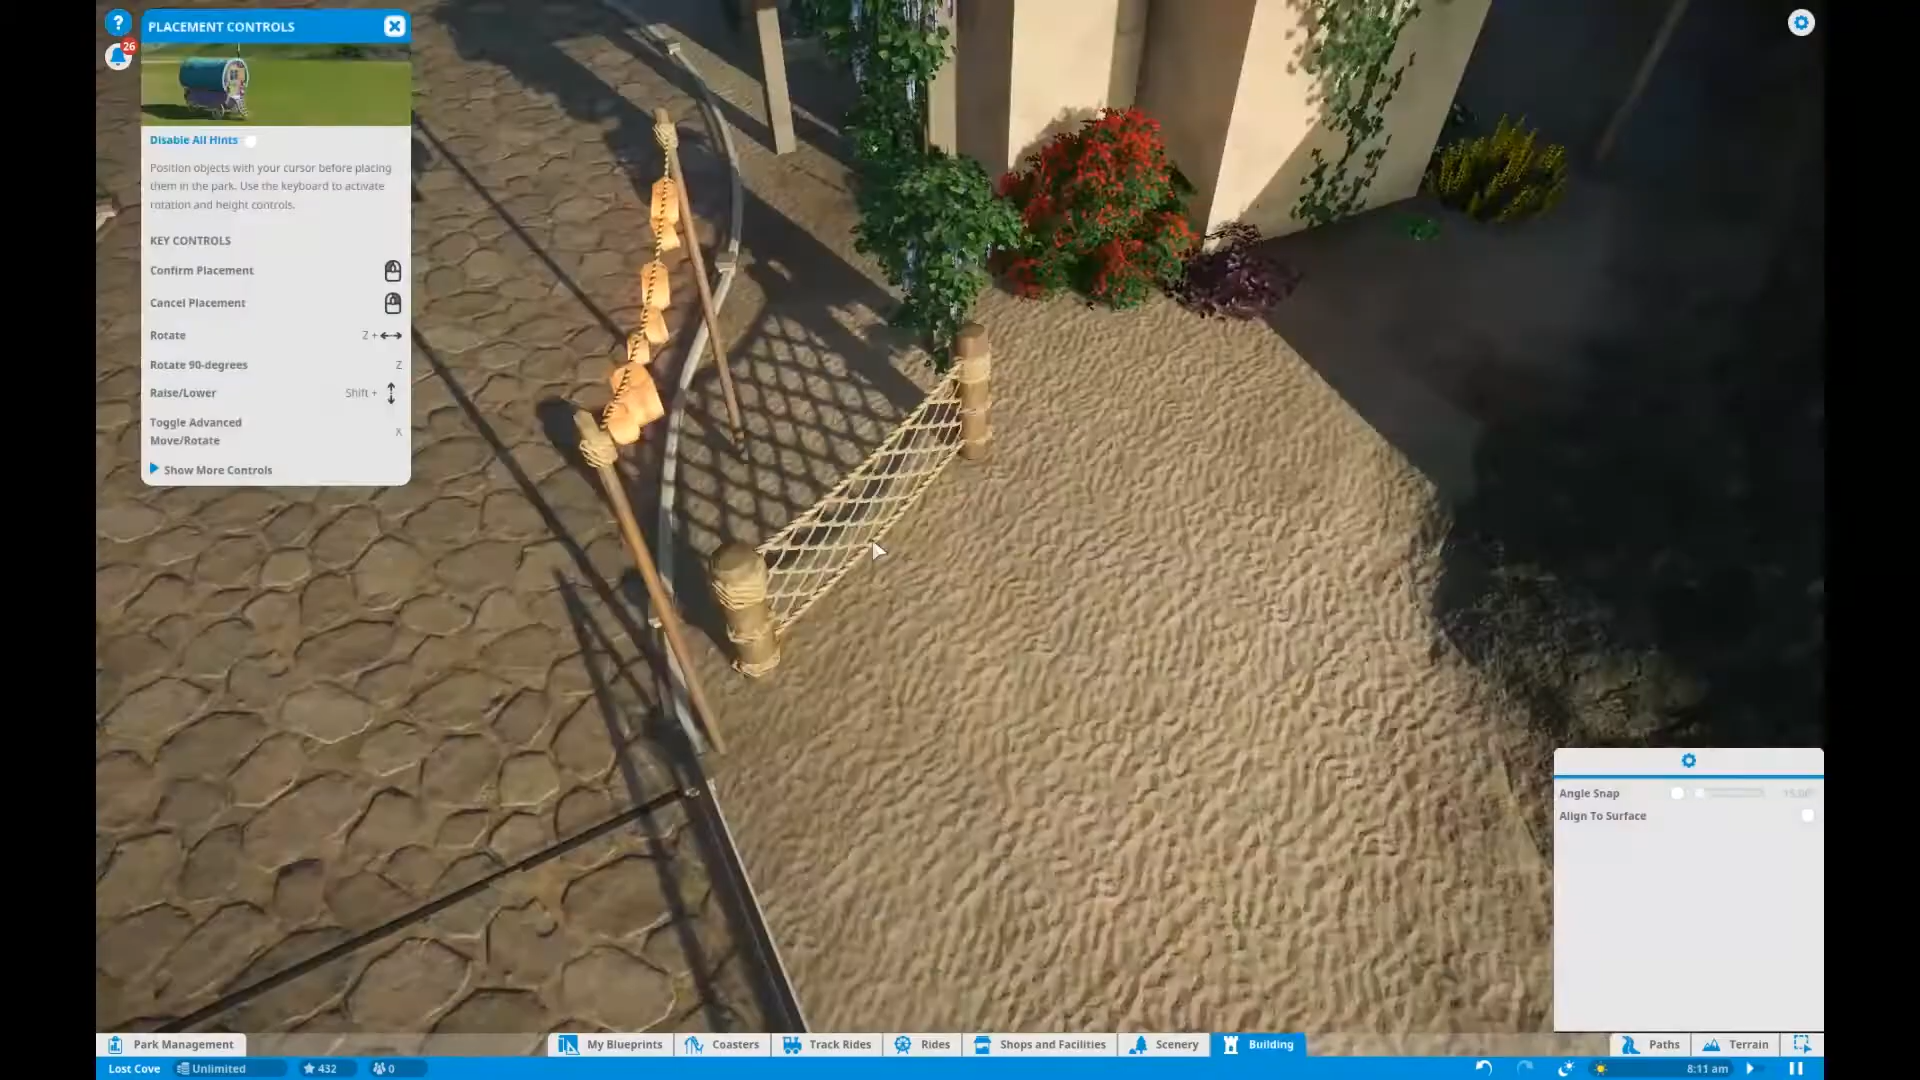 ?
26
PLACEMENT CONTROLS
Disable All Hints
Position objects with your cursor before placing
them in the park. Use the keyboard to activate
rotation and height controls.
KEY CONTROLS
Confirm Placement
Cancel Placement
Rotate Z +
Rotate 90-degrees Z
Raise/Lower Shift +
Toggle Advanced
Move/Rotate X
Show More Controls
Angle Snap
Align To Surface
Park Management
My Blueprints
Coasters
Track Rides
Rides
Shops and Facilities
Scenery
Building
Paths
Terrain
Lost Cove
Unlimited
432
0
8:11 am